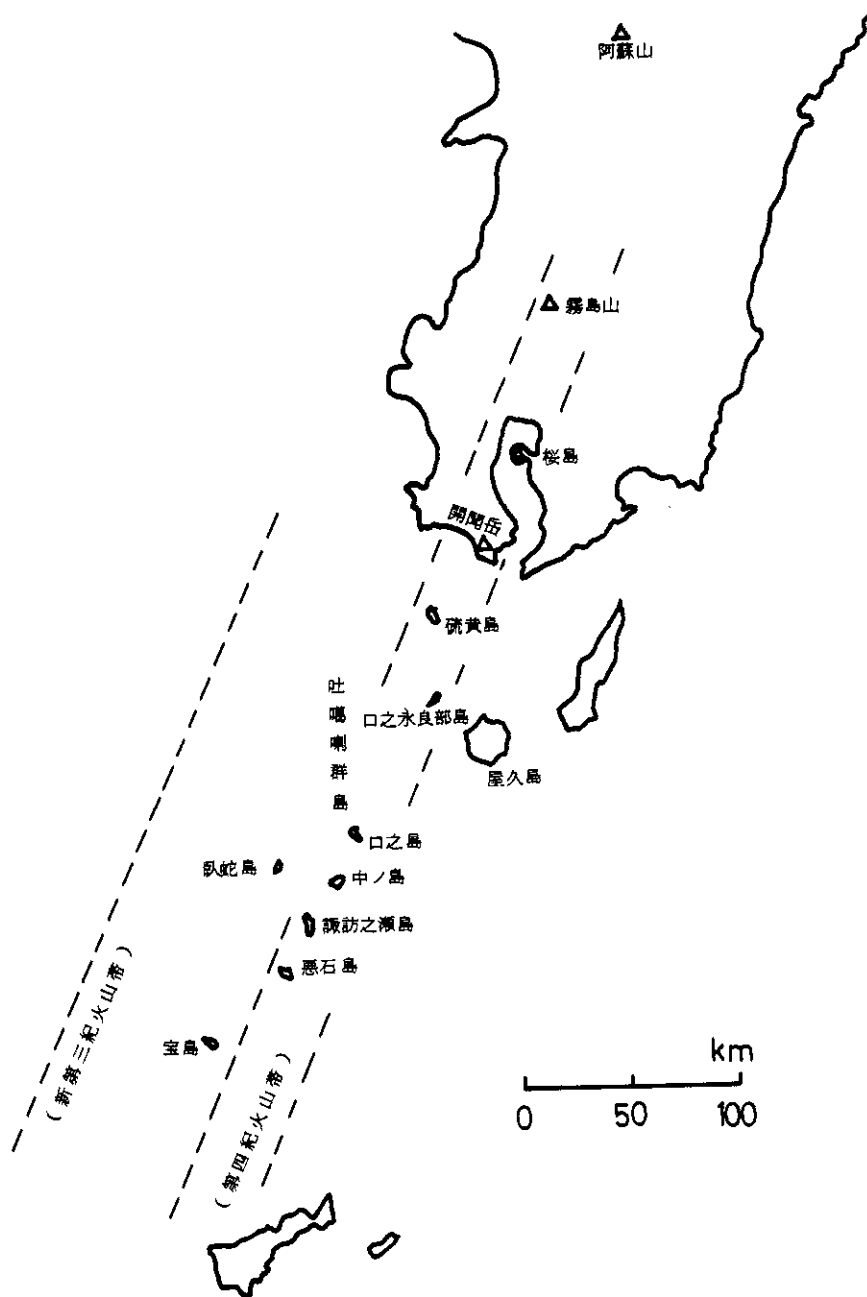 阿蘇山
霧島山
桜島
開聞岳
硫黄島
吐噶喇群島
口之永良部島
屋久島
口之島
臥蛇島
中ノ島
諏訪之瀬島
悪石島
宝島
(新第三紀火山帯)
(第四紀火山帯)
km
0 50 100